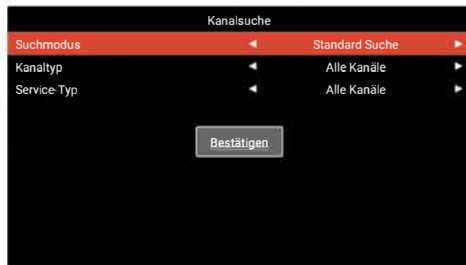 Kanalsuche
Suchmodus ◄ Standard Suche ►
Kanaltyp ◄ Alle Kanäle ►
Service-Typ ◄ Alle Kanäle ►
Bestätigen